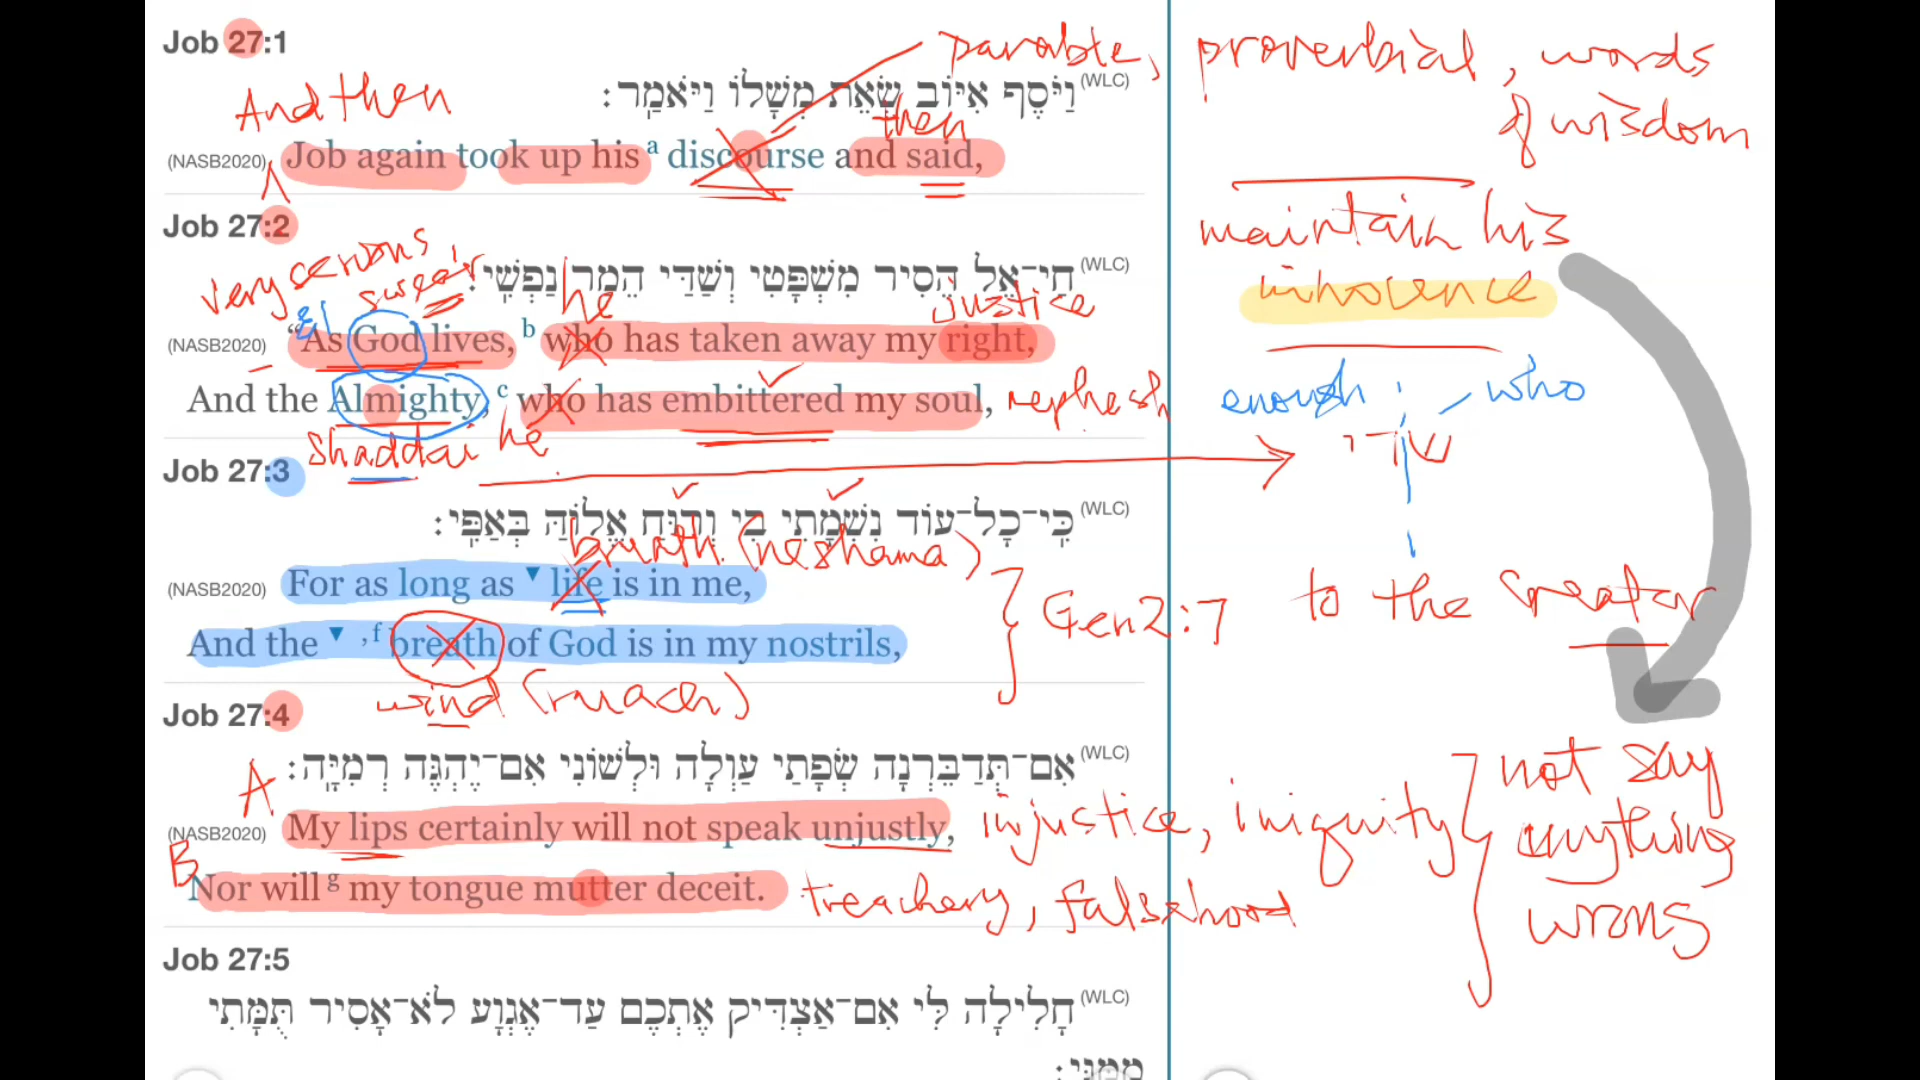 Job 27:1
parable, proverbial, words
of wisdom
(WLC) וַיֹּסֶף אִיּוֹב שְׂאֵת מְשָׁלוֹ וַיֹּאמַר׃
And then
then
(NASB2020) Job again took up his a discourse and said,
Job 27:2
maintain his
very serious
swear
(WLC) חַי־אֵל הֵסִיר מִשְׁפָּטִי וְשַׁדַּי הֵמַר נַפְשִׁי׃
he
justice
El
(NASB2020) “As God lives, b who has taken away my right,
And the Almighty, c who has embittered my soul, nephesh
enough who
Shaddai he
שדי
Job 27:3
(WLC) כִּי־כָל־עוֹד נִשְׁמָתִי בִי וְרוּחַ אֱלוֹהַּ בְּאַפִּי׃
breath (neshama)
(NASB2020) For as long as life is in me,
Gen 2:7 to the Creator
And the , f breath of God is in my nostrils,
wind (ruach)
Job 27:4
(WLC) אִם־תְּדַבֵּרְנָה שְׂפָתַי עַוְלָה וּלְשׁוֹנִי אִם־יֶהְגֶּה רְמִיָּה׃
A
(NASB2020) My lips certainly will not speak unjustly, injustice, iniquity
B
Nor will g my tongue mutter deceit. treachery, falsehood
not say
anything
wrong
Job 27:5
(WLC) חָלִילָה לִּי אִם־אַצְדִּיק אֶתְכֶם עַד־אֶגְוָע לֹא־אָסִיר תֻּמָּתִי
מִמֶּנִּי׃